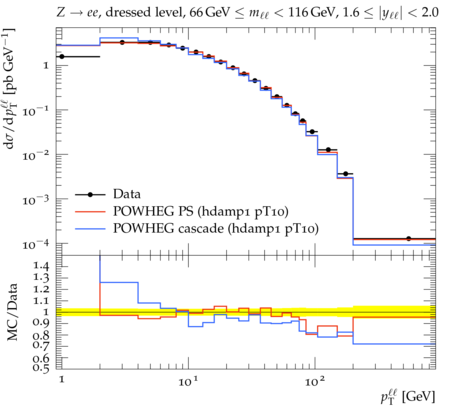 Z → ee, dressed level, 66 GeV ≤ mℓℓ < 116 GeV, 1.6 ≤ |yℓℓ| < 2.0
dσ/dpTℓℓ [pb GeV⁻¹]
1
10⁻¹
10⁻²
10⁻³
10⁻⁴
Data
POWHEG PS (hdamp1 pT10)
POWHEG cascade (hdamp1 pT10)
MC/Data
1.4
1.3
1.2
1.1
1
0.9
0.8
0.7
0.6
0.5
1 10¹ 10²
pTℓℓ [GeV]